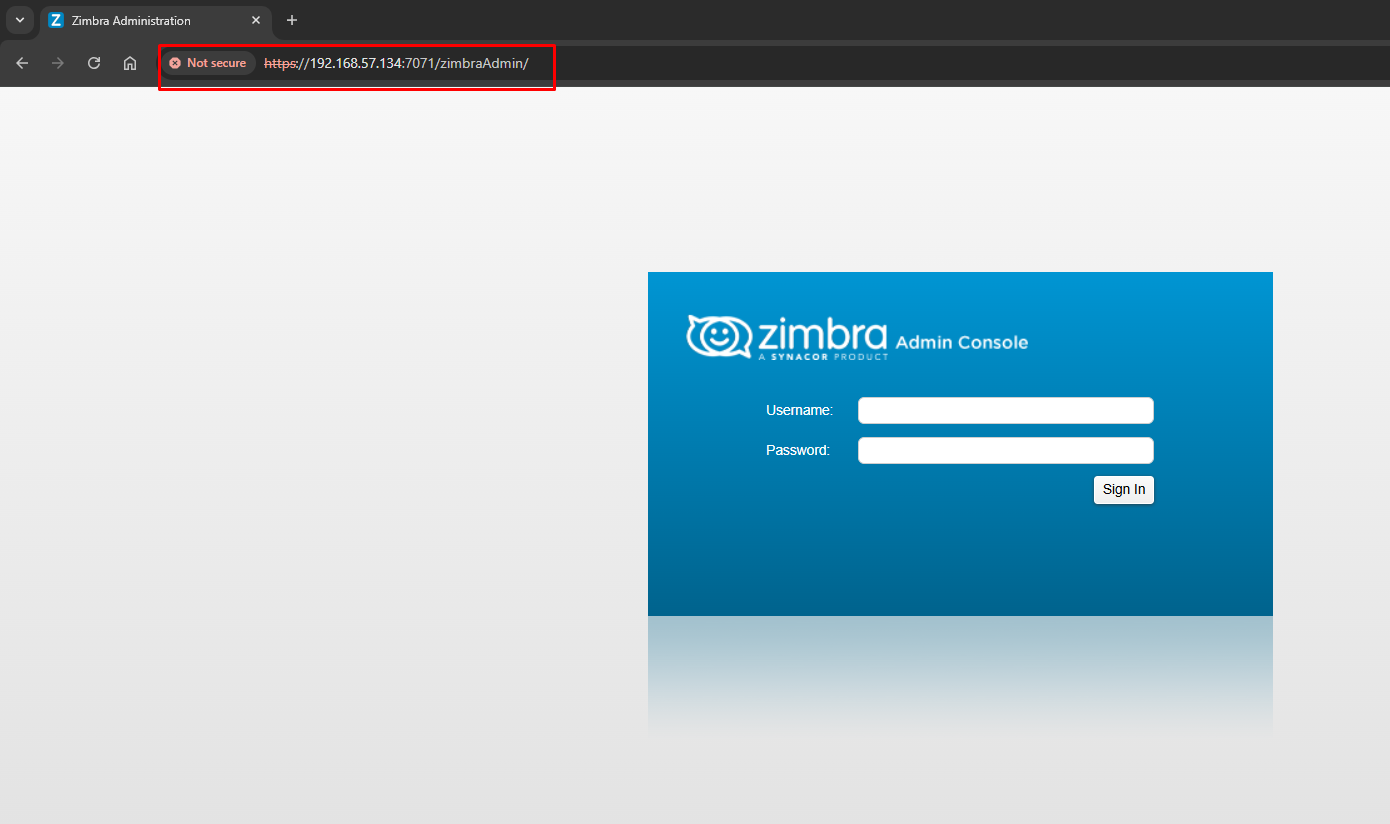 Zimbra Administration
Not secure https://192.168.57.134:7071/zimbraAdmin/
zimbra Admin Console
A SYNACOR PRODUCT
Username:
Password:
Sign In